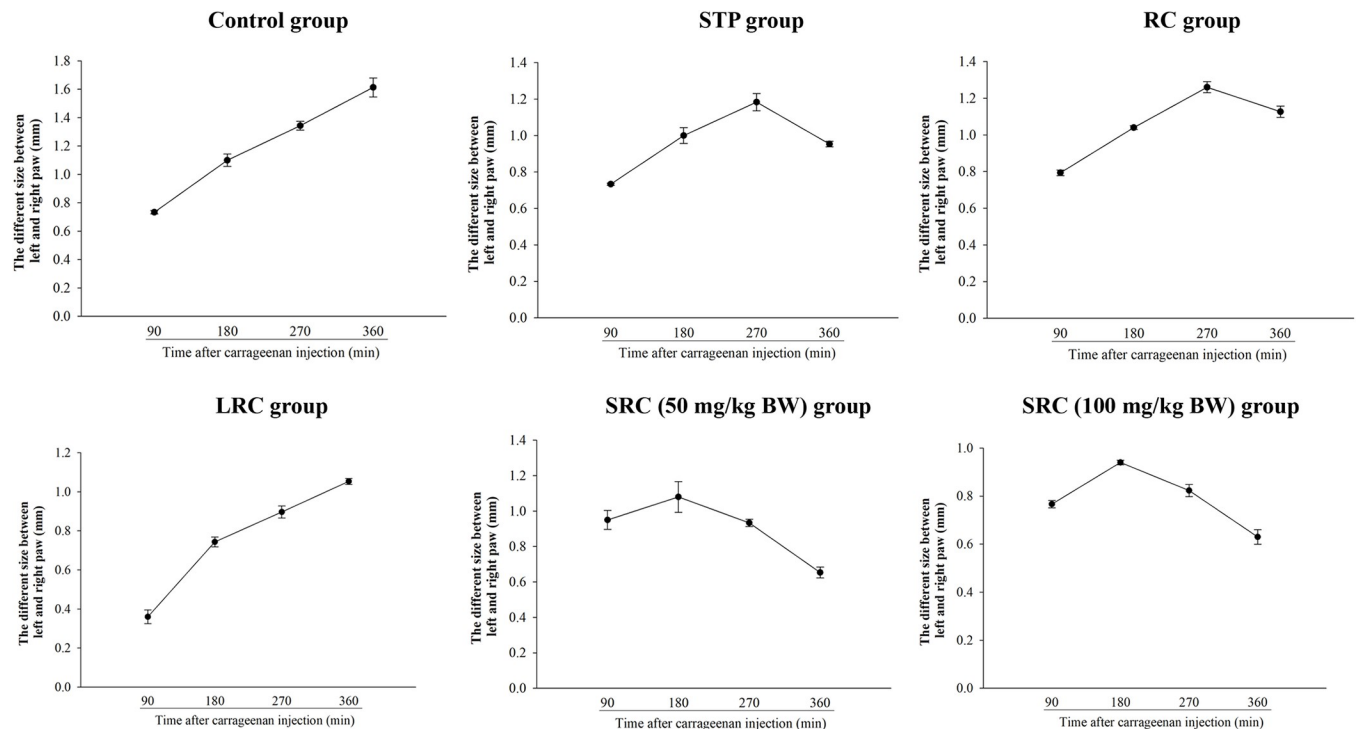 Control group
The different size between
left and right paw (mm)
1.8
1.6
1.4
1.2
1.0
0.8
0.6
0.4
0.2
0.0
90 180 270 360
Time after carrageenan injection (min)
STP group
The different size between
left and right paw (mm)
1.4
1.2
1.0
0.8
0.6
0.4
0.2
0.0
90 180 270 360
Time after carrageenan injection (min)
RC group
The different size between
left and right paw (mm)
1.4
1.2
1.0
0.8
0.6
0.4
0.2
0.0
90 180 270 360
Time after carrageenan injection (min)
LRC group
The different size between
left and right paw (mm)
1.2
1.0
0.8
0.6
0.4
0.2
0.0
90 180 270 360
Time after carrageenan injection (min)
SRC (50 mg/kg BW) group
The different size between
left and right paw (mm)
1.4
1.2
1.0
0.8
0.6
0.4
0.2
0.0
90 180 270 360
Time after carrageenan injection (min)
SRC (100 mg/kg BW) group
The different size between
left and right paw (mm)
1.0
0.8
0.6
0.4
0.2
0.0
90 180 270 360
Time after carrageenan injection (min)